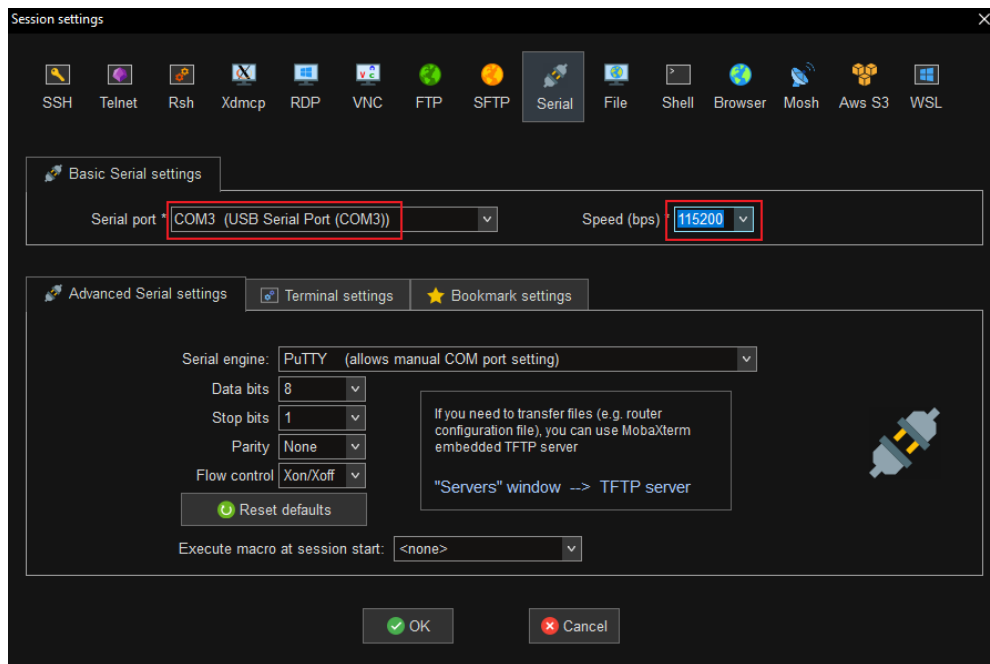 Session settings
SSH Telnet Rsh Xdmcp RDP VNC FTP SFTP Serial File Shell Browser Mosh Aws S3 WSL
Basic Serial settings
Serial port * COM3 (USB Serial Port (COM3)) Speed (bps) * 115200
Advanced Serial settings Terminal settings Bookmark settings
Serial engine: PuTTY (allows manual COM port setting)
Data bits 8
Stop bits 1
Parity None
Flow control Xon/Xoff
If you need to transfer files (e.g. router
configuration file), you can use MobaXterm
embedded TFTP server
"Servers" window --> TFTP server
Reset defaults
Execute macro at session start: <none>
OK Cancel